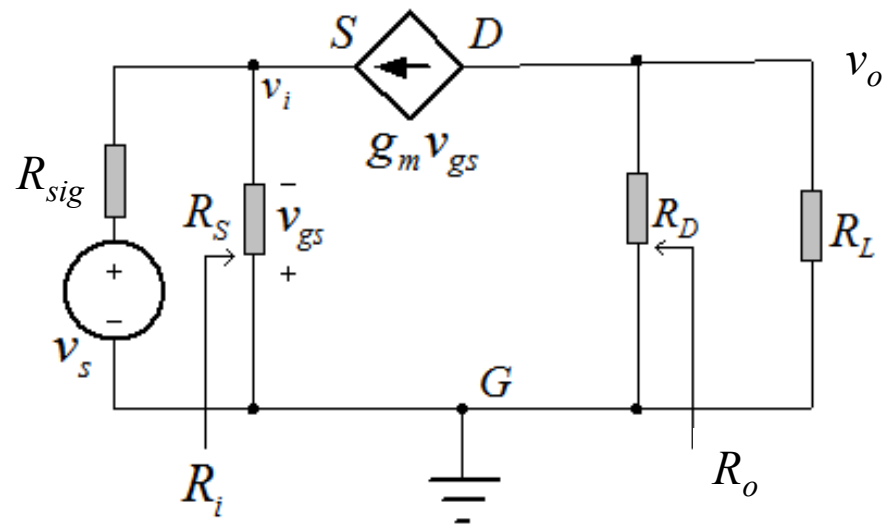 S D
v_o
v_i
g_m v_gs
R_sig
R_S
−
v_gs
+
R_D
R_L
+
−
v_s
G
R_i
R_o